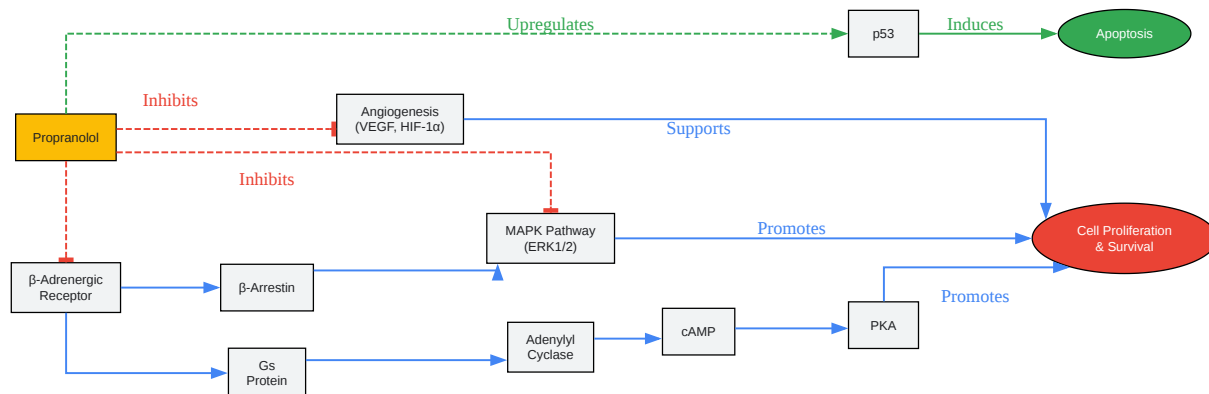 Upregulates
p53
Induces
Apoptosis
Inhibits
Propranolol
Angiogenesis
(VEGF, HIF-1α)
Supports
Inhibits
MAPK Pathway
(ERK1/2)
Promotes
Cell Proliferation
& Survival
β-Adrenergic
Receptor
β-Arrestin
Promotes
Adenylyl
Cyclase
cAMP
PKA
Gs
Protein